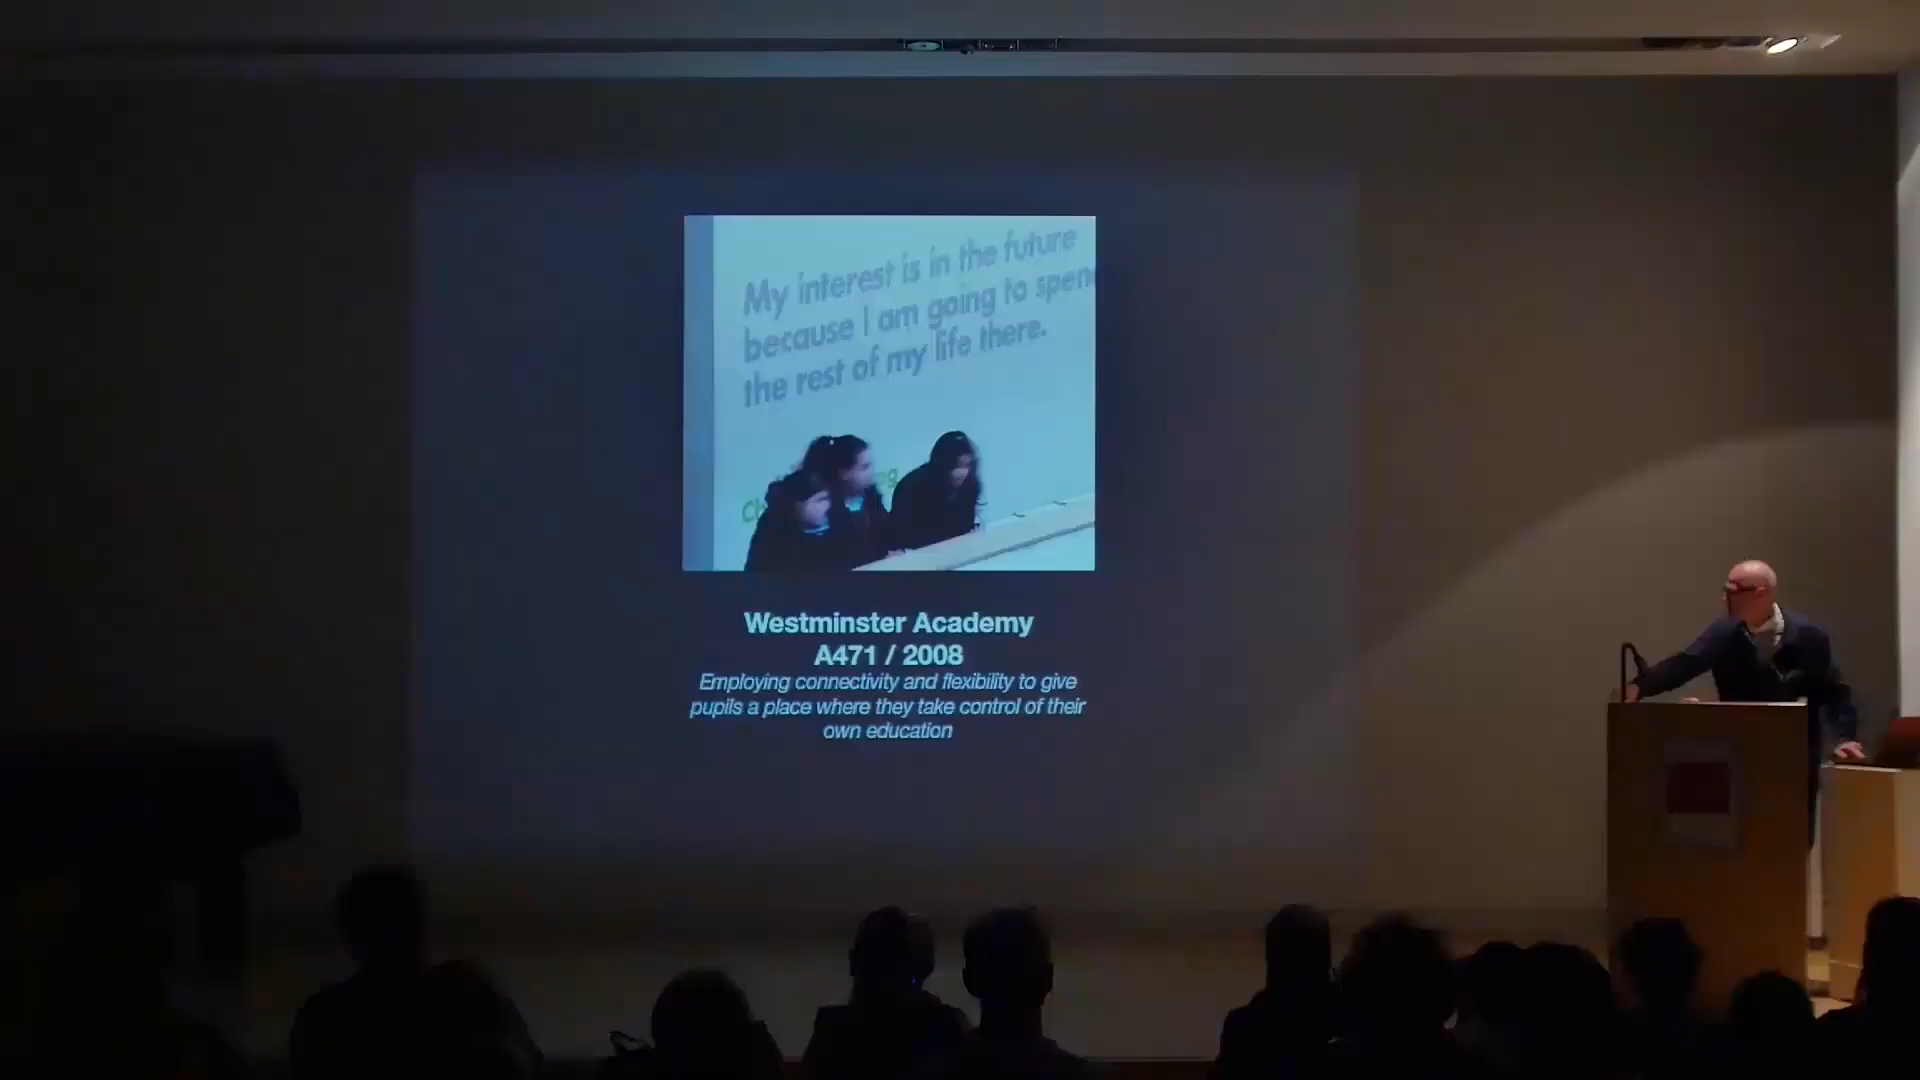 My interest is in the future
because I am going to spend
the rest of my life there.
Westminster Academy
A471 / 2008
Employing connectivity and flexibility to give
pupils a place where they take control of their
own education